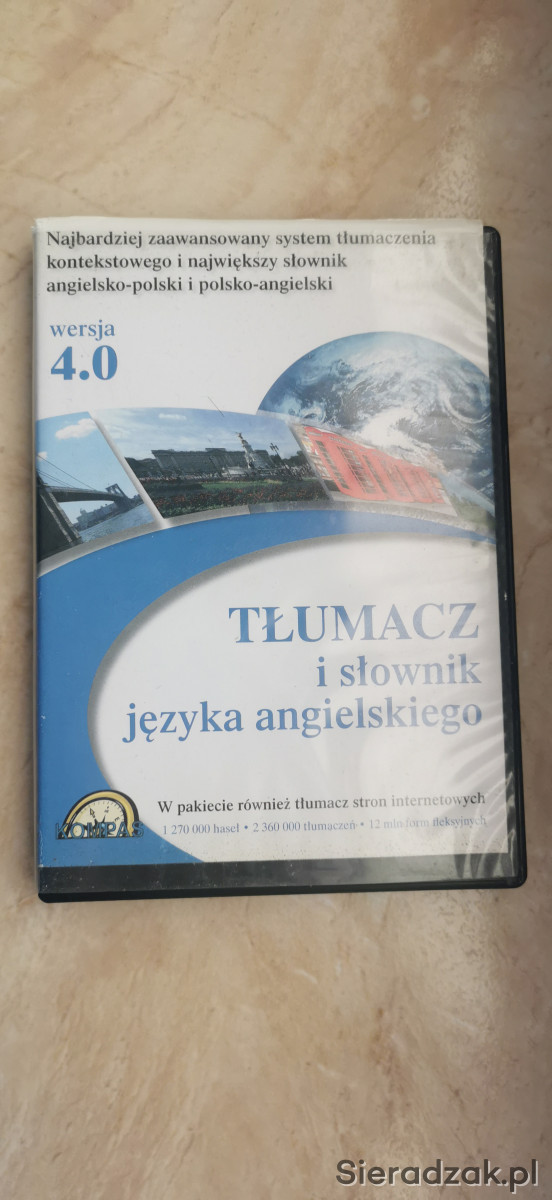 Najbardziej zaawansowany system tłumaczenia
kontekstowego i największy słownik
angielsko-polski i polsko-angielski
wersja
4.0
TŁUMACZ
i słownik
języka angielskiego
KOMPAS
W pakiecie również tłumacz stron internetowych
1 270 000 haseł • 2 360 000 tłumaczeń • 12 mln form fleksyjnych
Sieradzak.pl